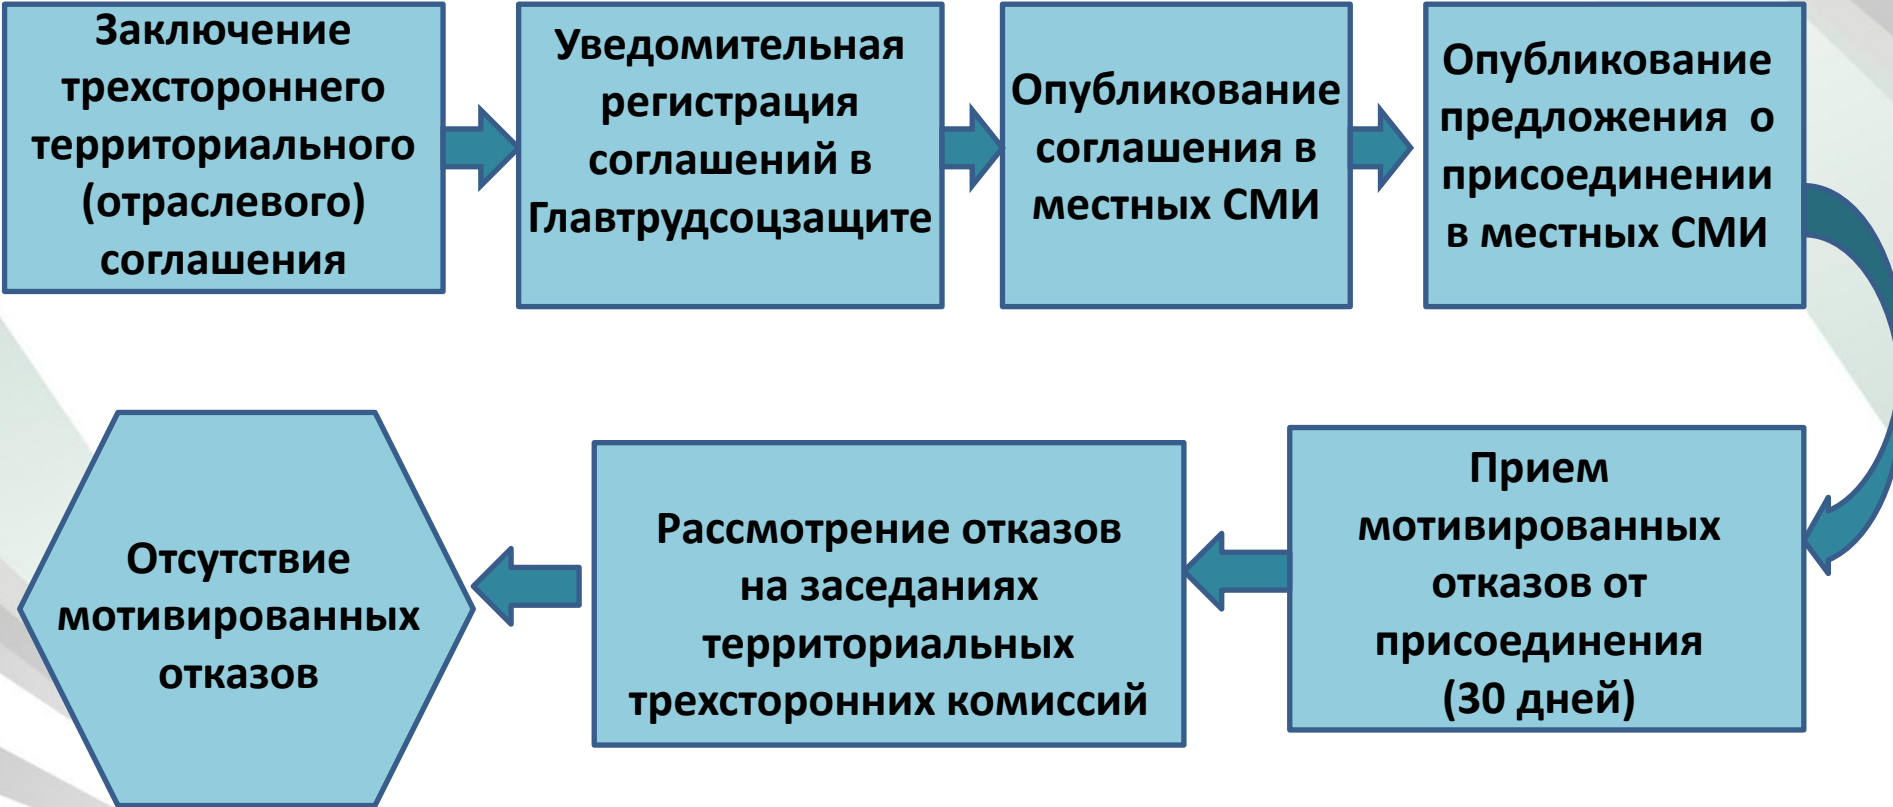 Заключение
трехстороннего
территориального
(отраслевого)
соглашения
Уведомительная
регистрация
соглашений в
Главтрудсоцзащите
Опубликование
соглашения в
местных СМИ
Опубликование
предложения о
присоединении
в местных СМИ
Прием
мотивированных
отказов от
присоединения
(30 дней)
Рассмотрение отказов
на заседаниях
территориальных
трехсторонних комиссий
Отсутствие
мотивированных
отказов